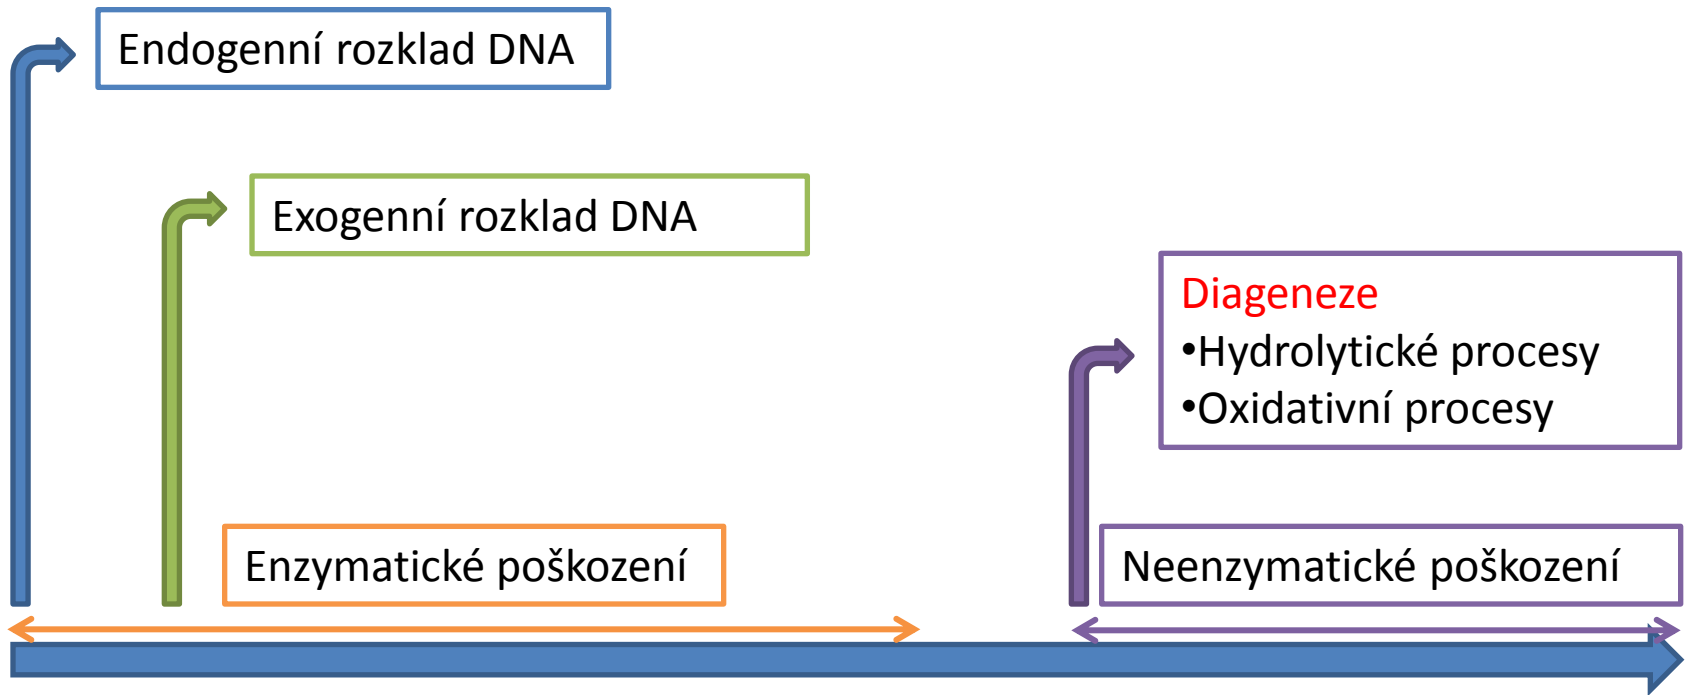 Endogenní rozklad DNA
Exogenní rozklad DNA
Diageneze
•Hydrolytické procesy
•Oxidativní procesy
Enzymatické poškození
Neenzymatické poškození